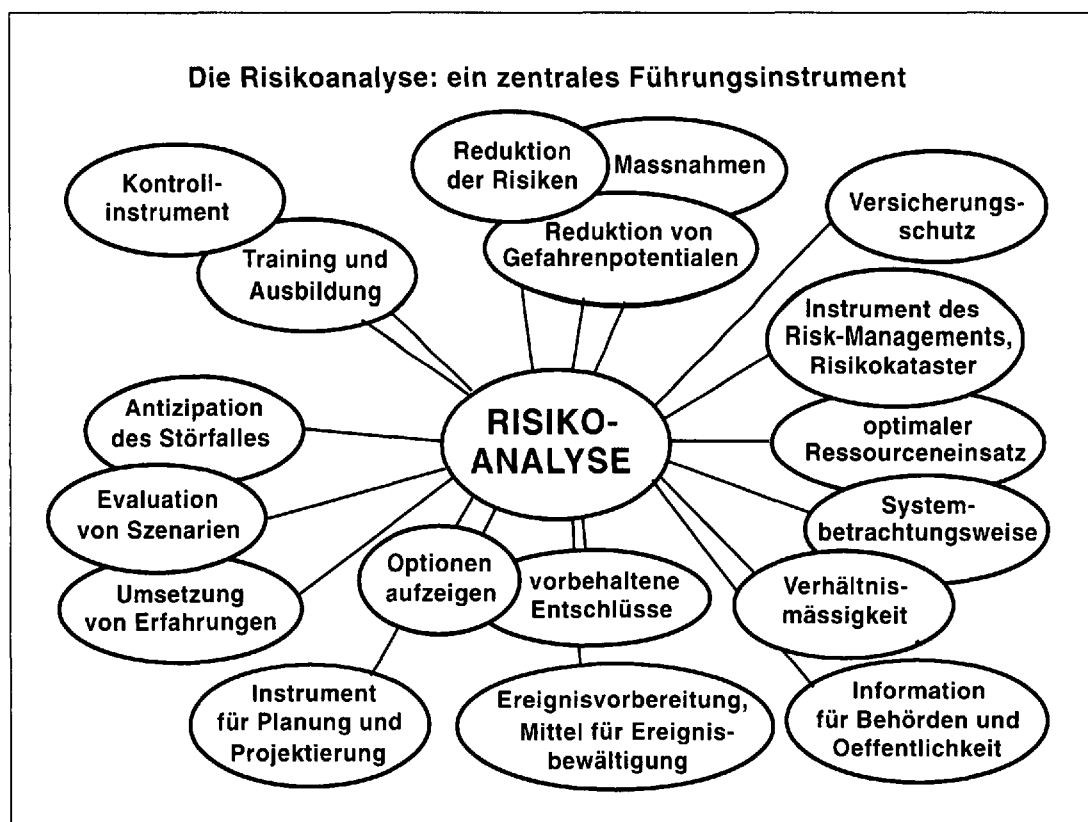 Die Risikoanalyse: ein zentrales Führungsinstrument
Kontroll-
instrument
Training und
Ausbildung
Reduktion
der Risiken
Massnahmen
Reduktion von
Gefahrenpotentialen
Versicherungs-
schutz
Instrument des
Risk-Managements,
Risikokataster
optimaler
Ressourceneinsatz
System-
betrachtungsweise
Verhältnis-
mässigkeit
Information
für Behörden und
Oeffentlichkeit
RISIKO-
ANALYSE
Antizipation
des Störfalles
Evaluation
von Szenarien
Umsetzung
von Erfahrungen
Optionen
aufzeigen
vorbehaltene
Entschlüsse
Instrument
für Planung und
Projektierung
Ereignisvorbereitung,
Mittel für Ereignis-
bewältigung